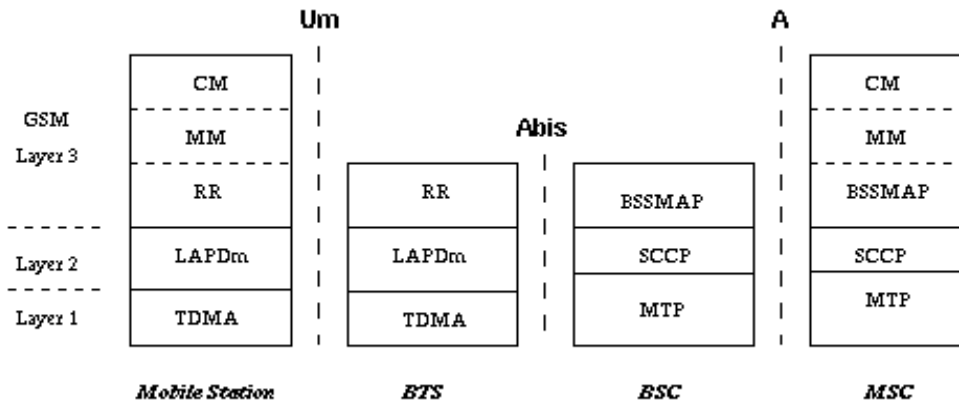 Um
A
CM
CM
GSM
Abis
MM
MM
Layer 3
RR
RR
BSSMAP
BSSMAP
Layer 2
LAPDm
LAPDm
SCCP
SCCP
Layer 1
TDMA
TDMA
MTP
MTP
Mobile Station
BTS
BSC
MSC